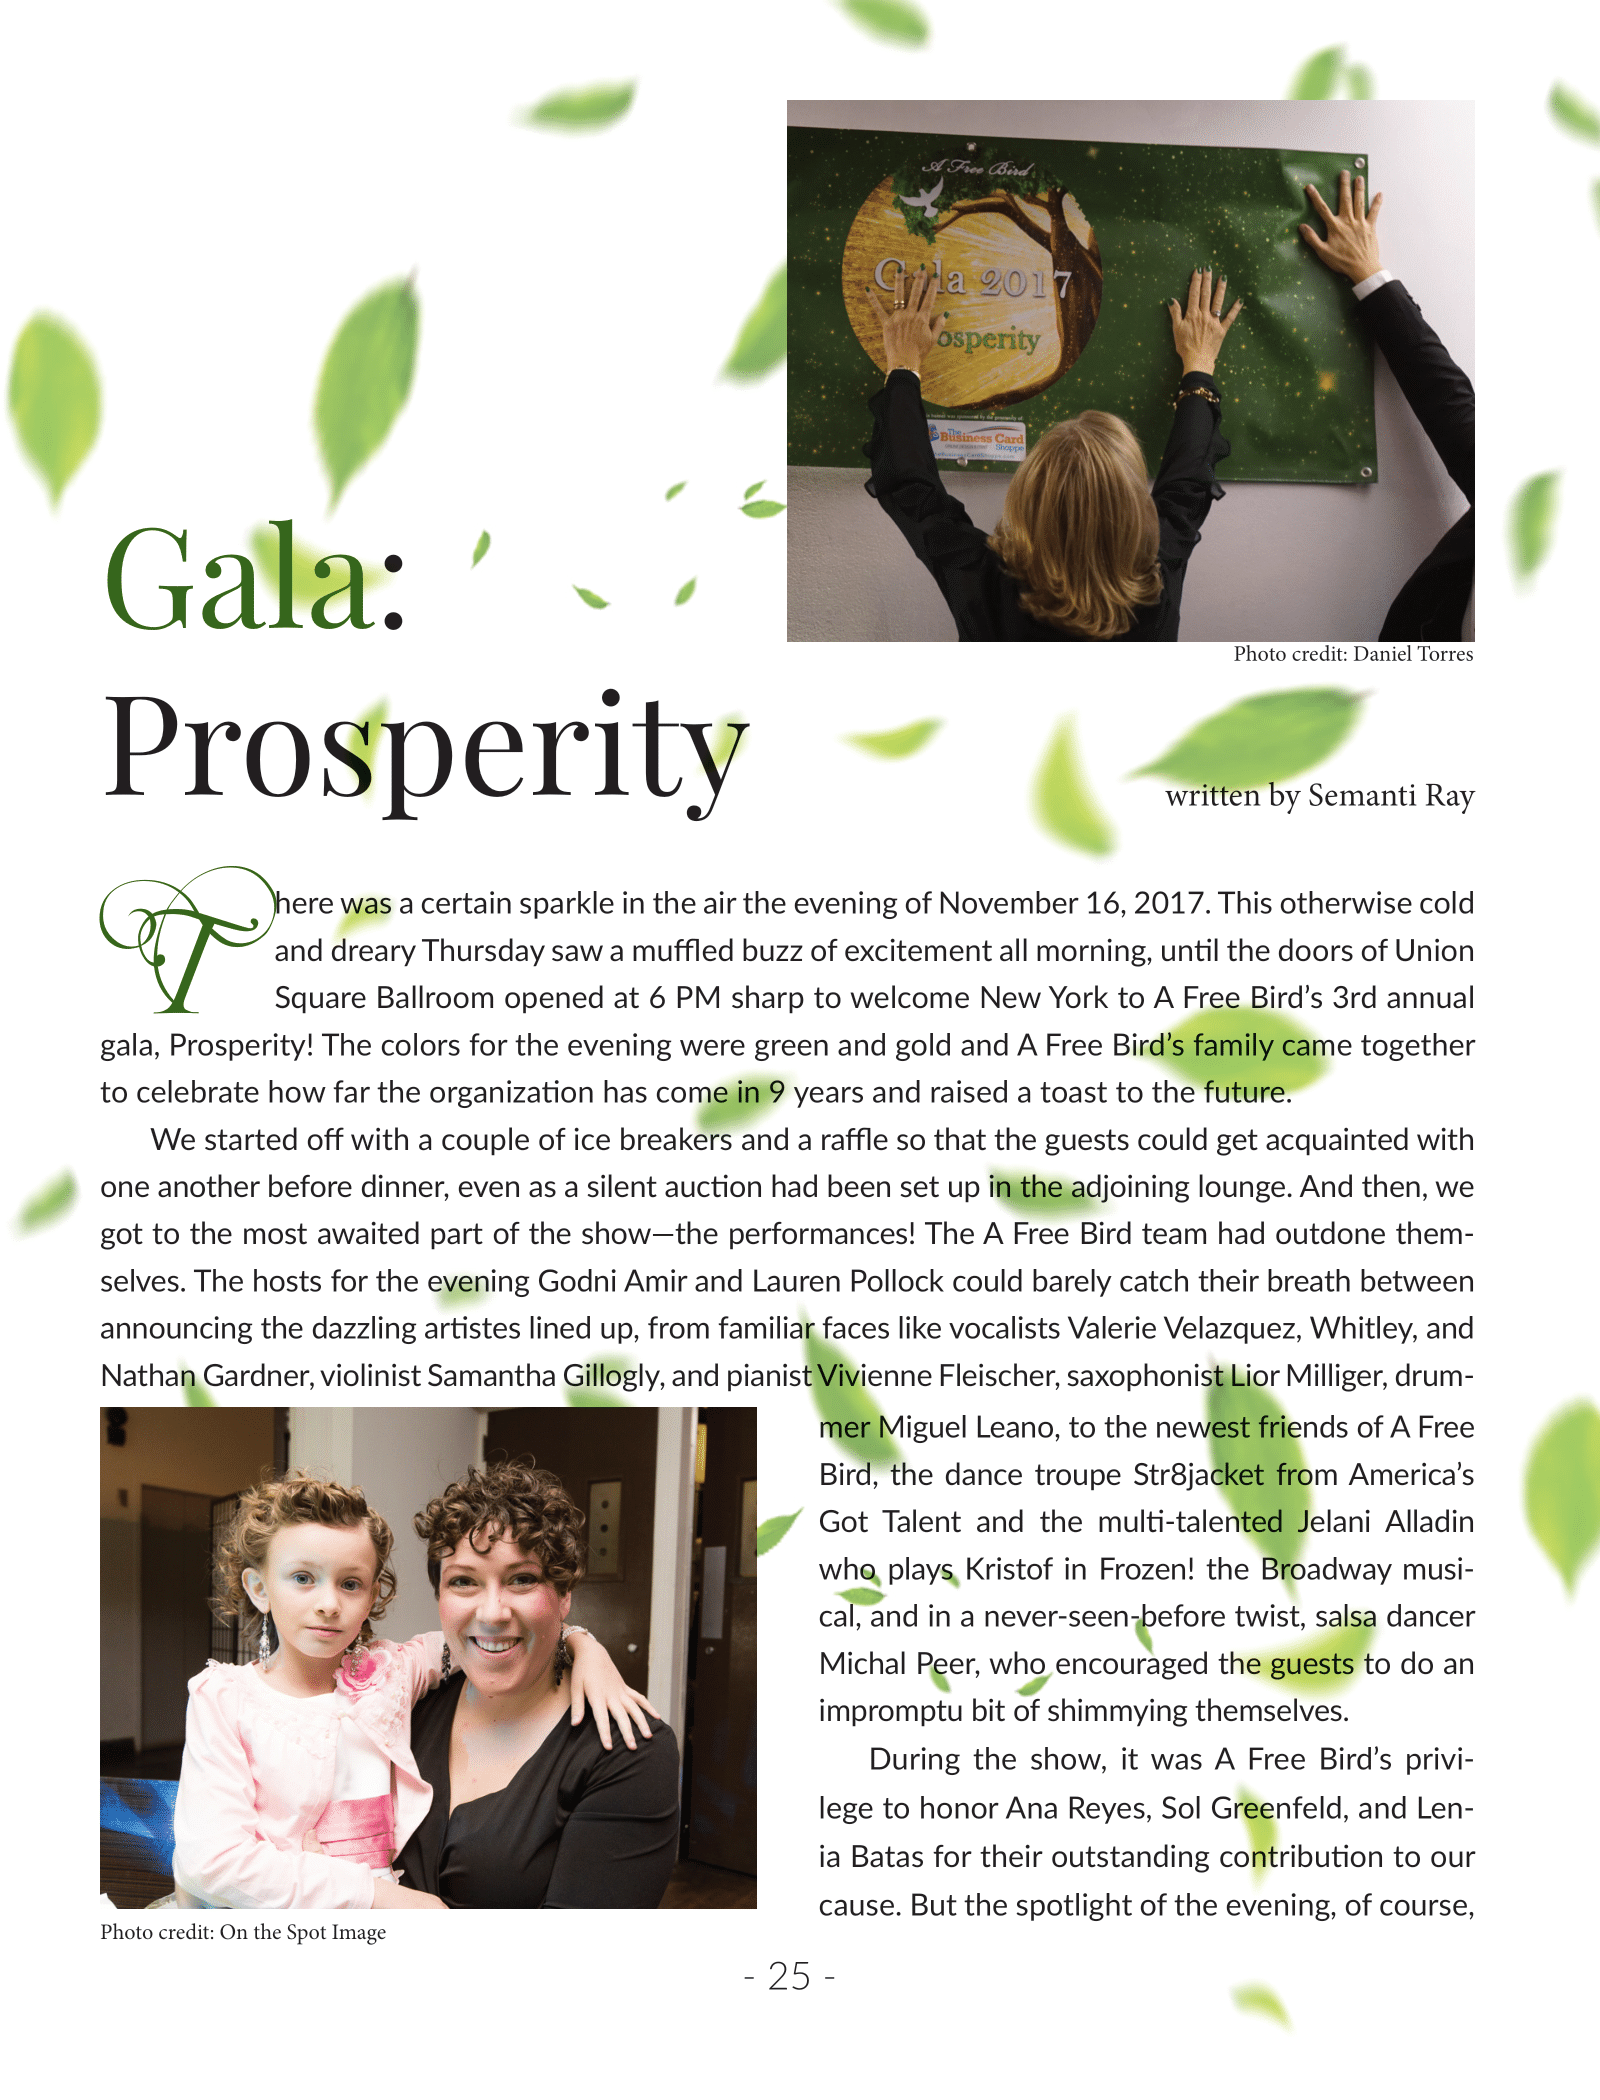 A Free Bird
Gala 2017
osperity
The
Business Card
Shoppe
Photo credit: Daniel Torres
Gala:
Prosperity
written by Semanti Ray
There was a certain sparkle in the air the evening of November 16, 2017. This otherwise cold
and dreary Thursday saw a muffled buzz of excitement all morning, until the doors of Union
Square Ballroom opened at 6 PM sharp to welcome New York to A Free Bird’s 3rd annual
gala, Prosperity! The colors for the evening were green and gold and A Free Bird’s family came together
to celebrate how far the organization has come in 9 years and raised a toast to the future.
We started off with a couple of ice breakers and a raffle so that the guests could get acquainted with
one another before dinner, even as a silent auction had been set up in the adjoining lounge. And then, we
got to the most awaited part of the show—the performances! The A Free Bird team had outdone them-
selves. The hosts for the evening Godni Amir and Lauren Pollock could barely catch their breath between
announcing the dazzling artistes lined up, from familiar faces like vocalists Valerie Velazquez, Whitley, and
Nathan Gardner, violinist Samantha Gillogly, and pianist Vivienne Fleischer, saxophonist Lior Milliger, drum-
mer Miguel Leano, to the newest friends of A Free
Bird, the dance troupe Str8jacket from America’s
Got Talent and the multi-talented Jelani Alladin
who plays Kristof in Frozen! the Broadway musi-
cal, and in a never-seen-before twist, salsa dancer
Michal Peer, who encouraged the guests to do an
impromptu bit of shimmying themselves.
During the show, it was A Free Bird’s privi-
lege to honor Ana Reyes, Sol Greenfeld, and Len-
ia Batas for their outstanding contribution to our
cause. But the spotlight of the evening, of course,
Photo credit: On the Spot Image
- 25 -